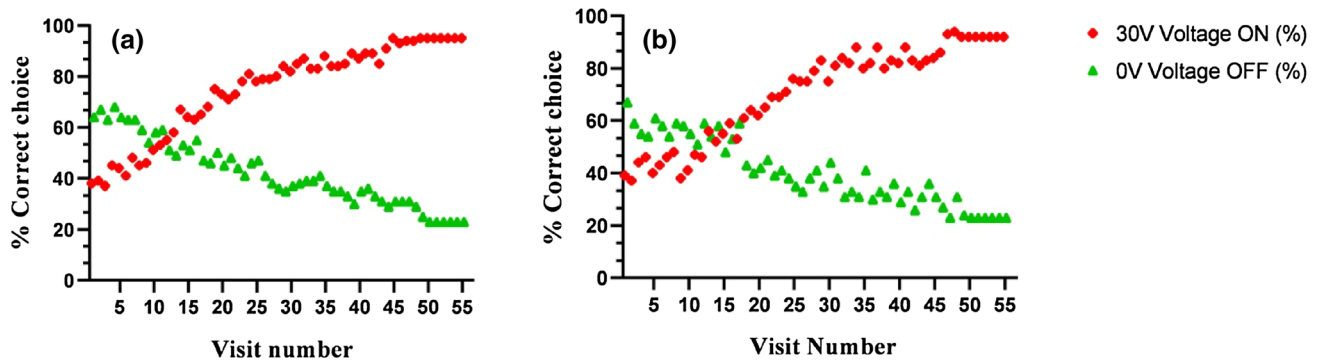 (a)
% Correct choice
100
80
60
40
20
0
5 10 15 20 25 30 35 40 45 50 55
Visit number
(b)
% Correct choice
100
80
60
40
20
0
5 10 15 20 25 30 35 40 45 50 55
Visit Number
30V Voltage ON (%)
0V Voltage OFF (%)